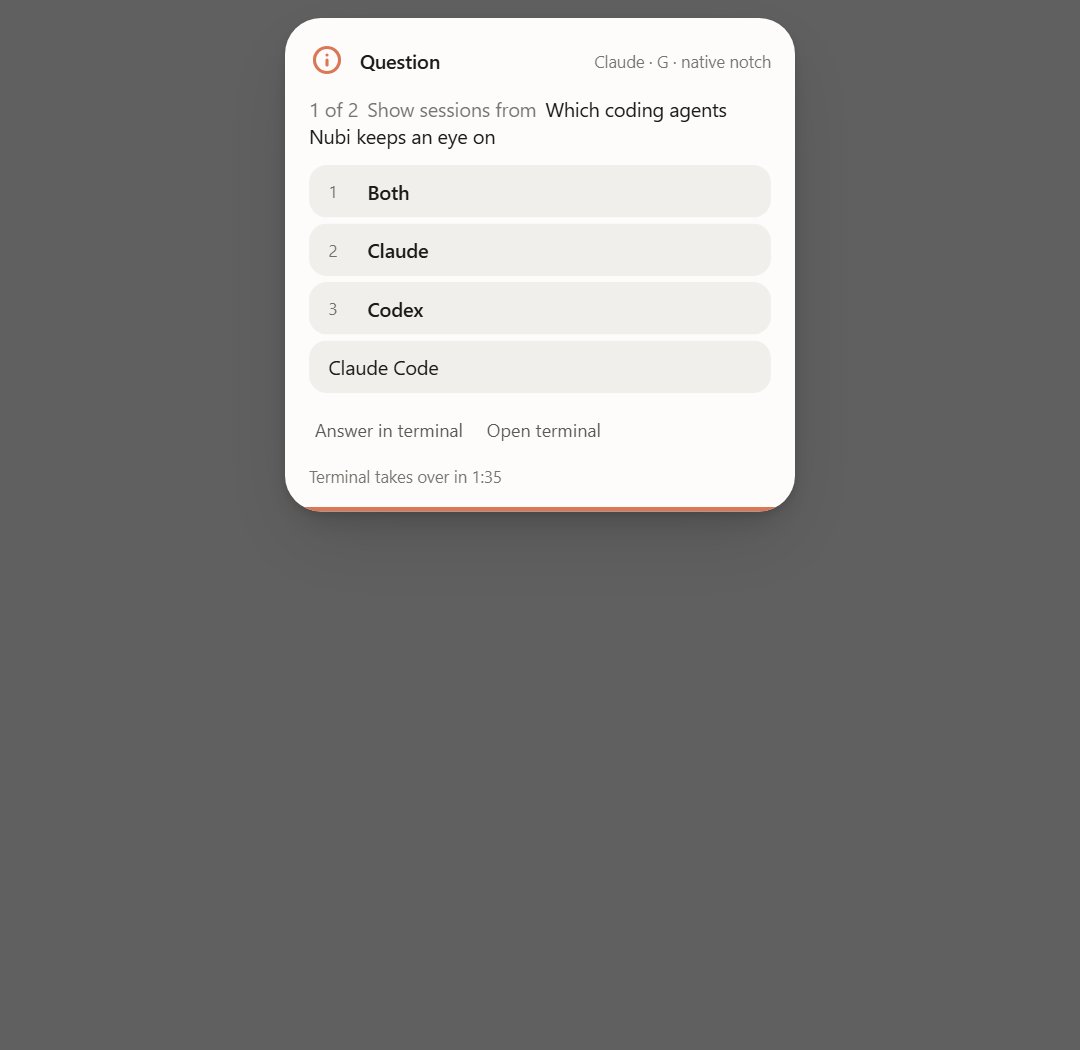 Question
Claude · G · native notch
1 of 2 Show sessions from Which coding agents
Nubi keeps an eye on
1 Both
2 Claude
3 Codex
Claude Code
Answer in terminal Open terminal
Terminal takes over in 1:35